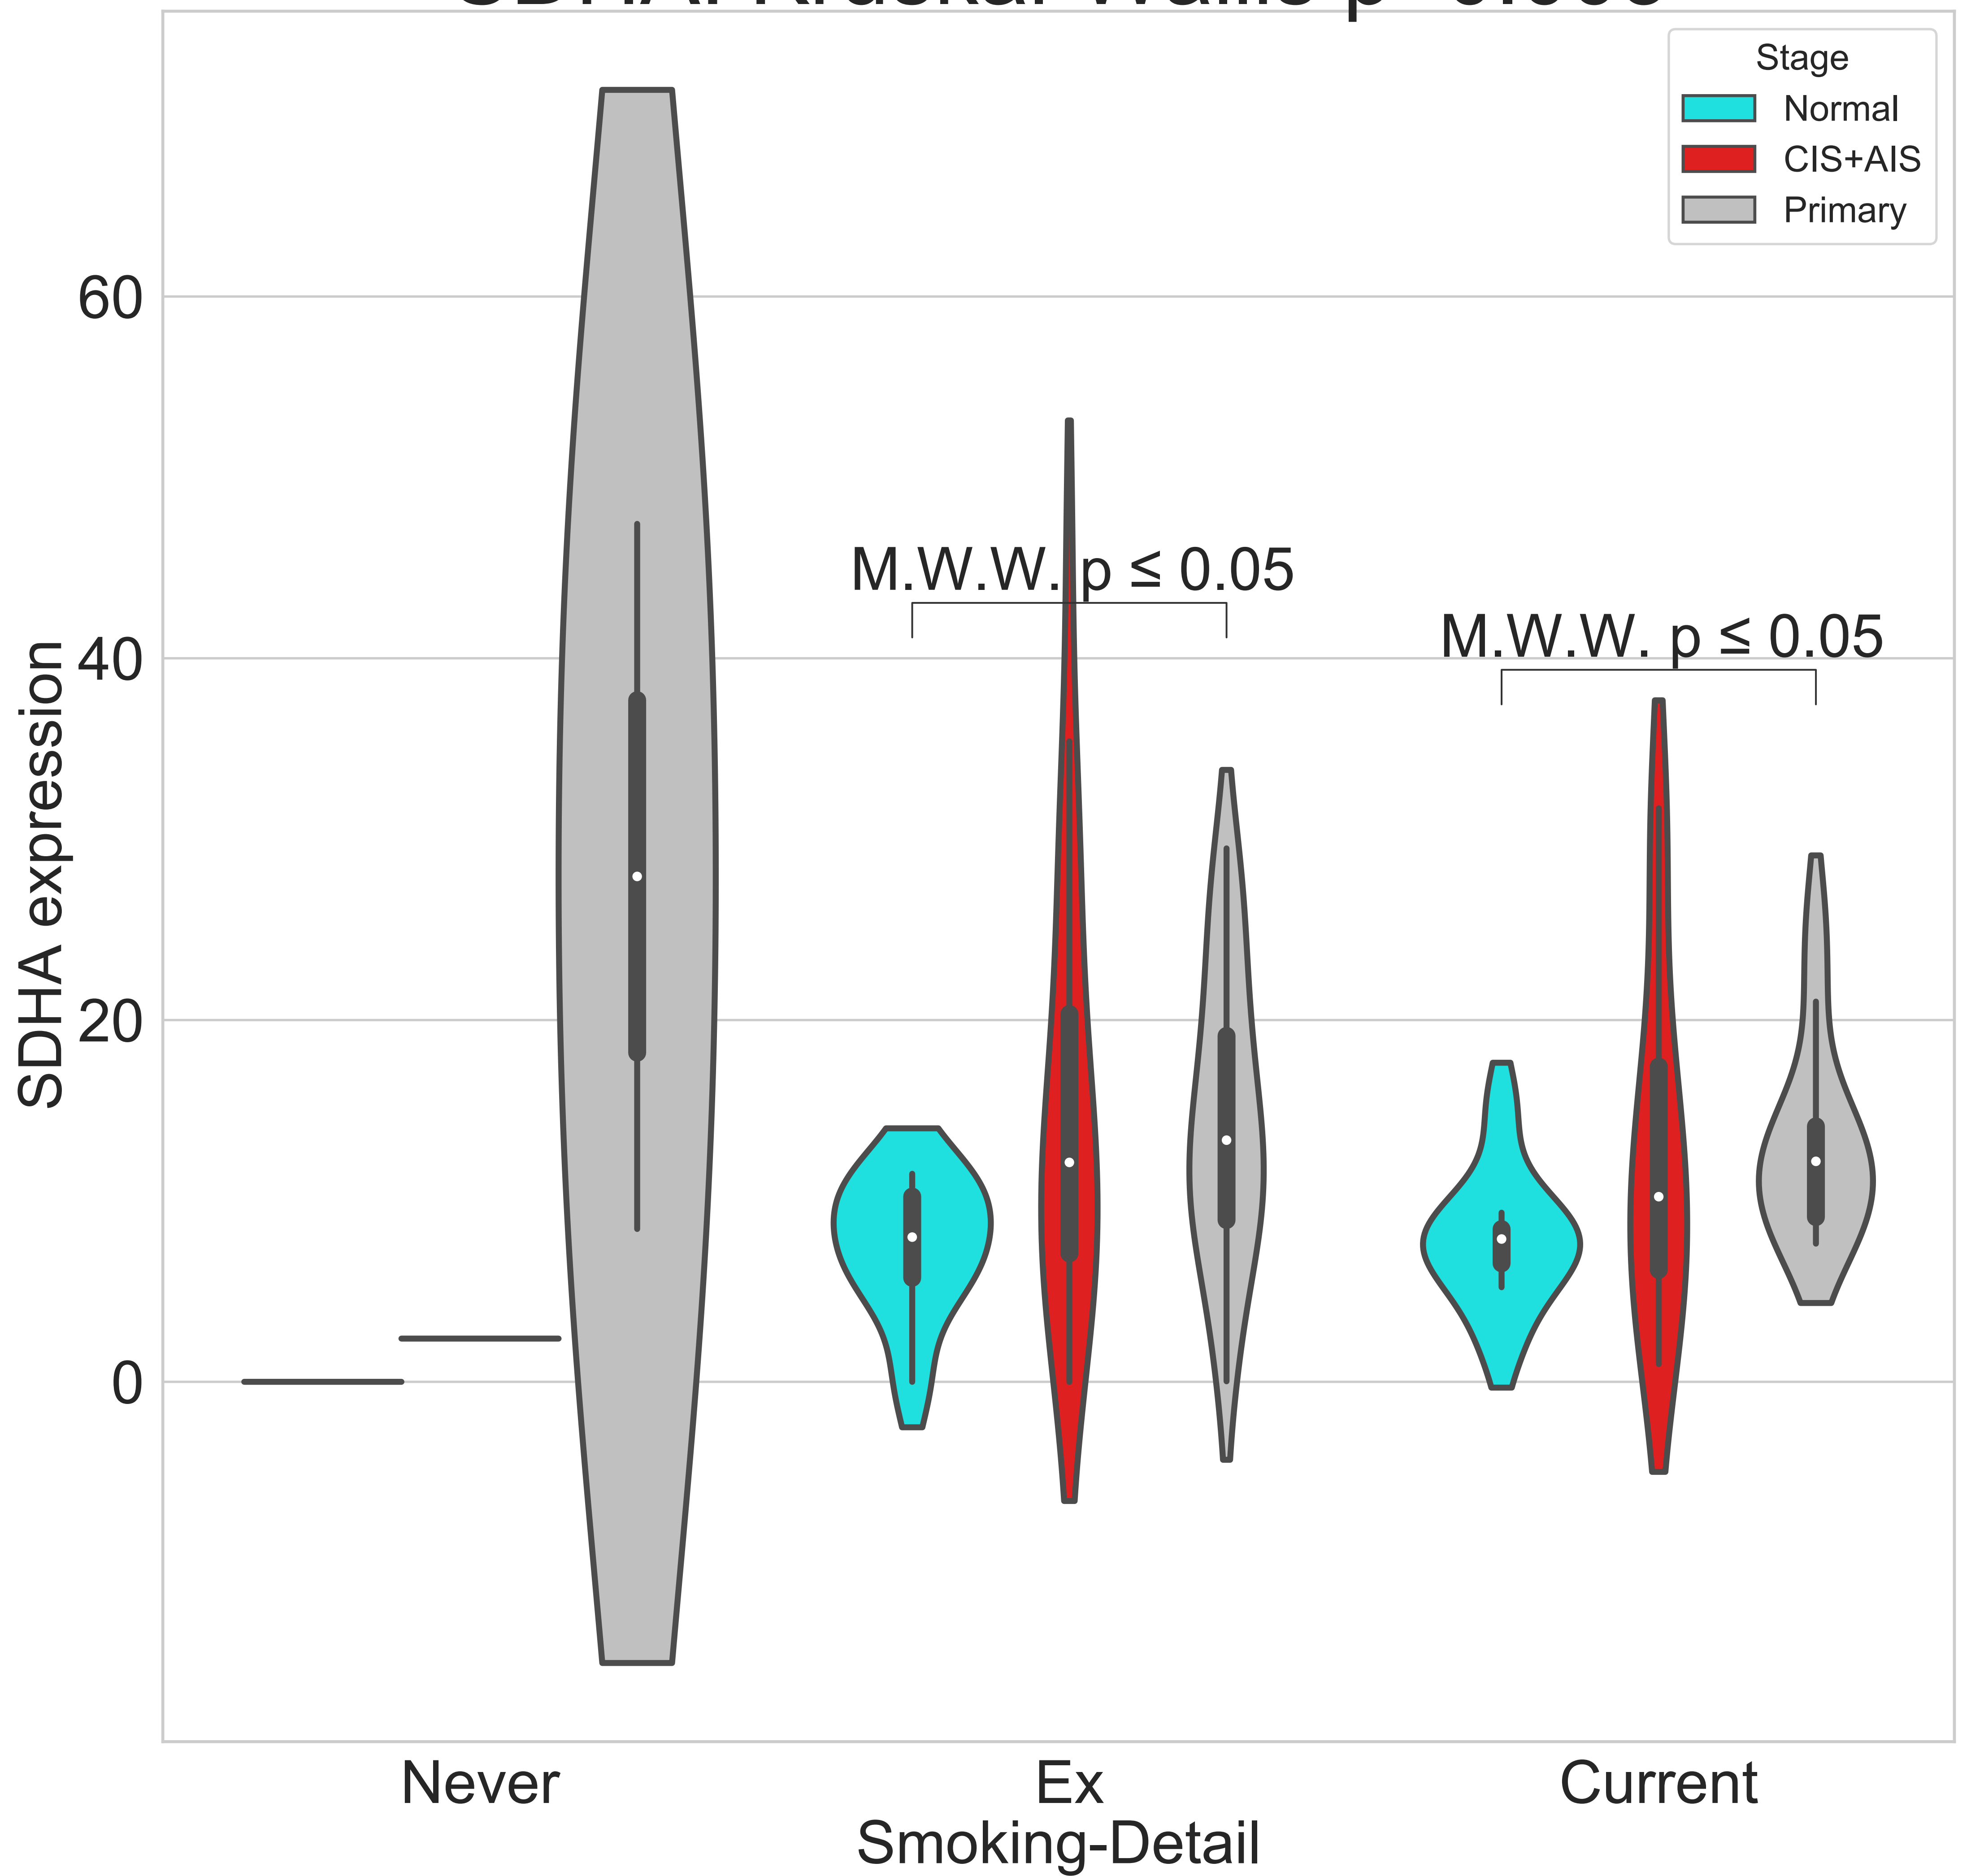 Stage
Normal
CIS+AIS
Primary
60
40
20
0
SDHA expression
M.W.W. p ≤ 0.05
M.W.W. p ≤ 0.05
Never
Ex
Current
Smoking-Detail